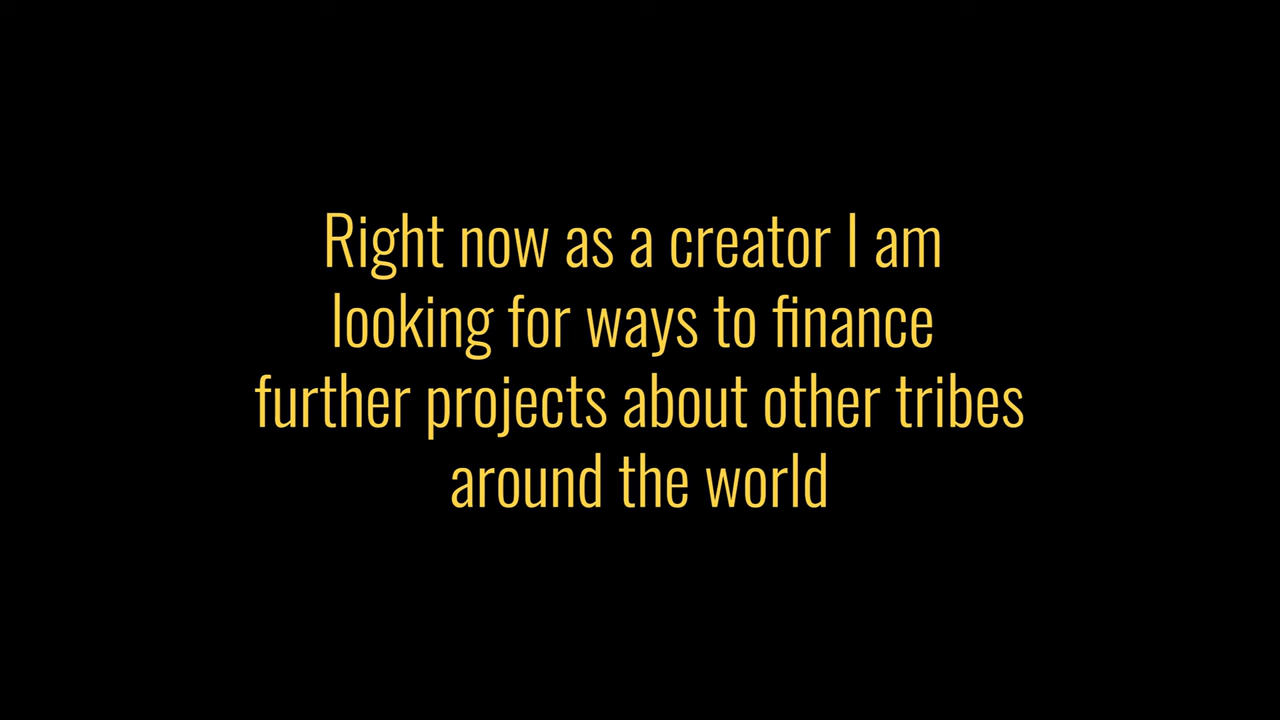 Right now as a creator I am
looking for ways to finance
further projects about other tribes
around the world